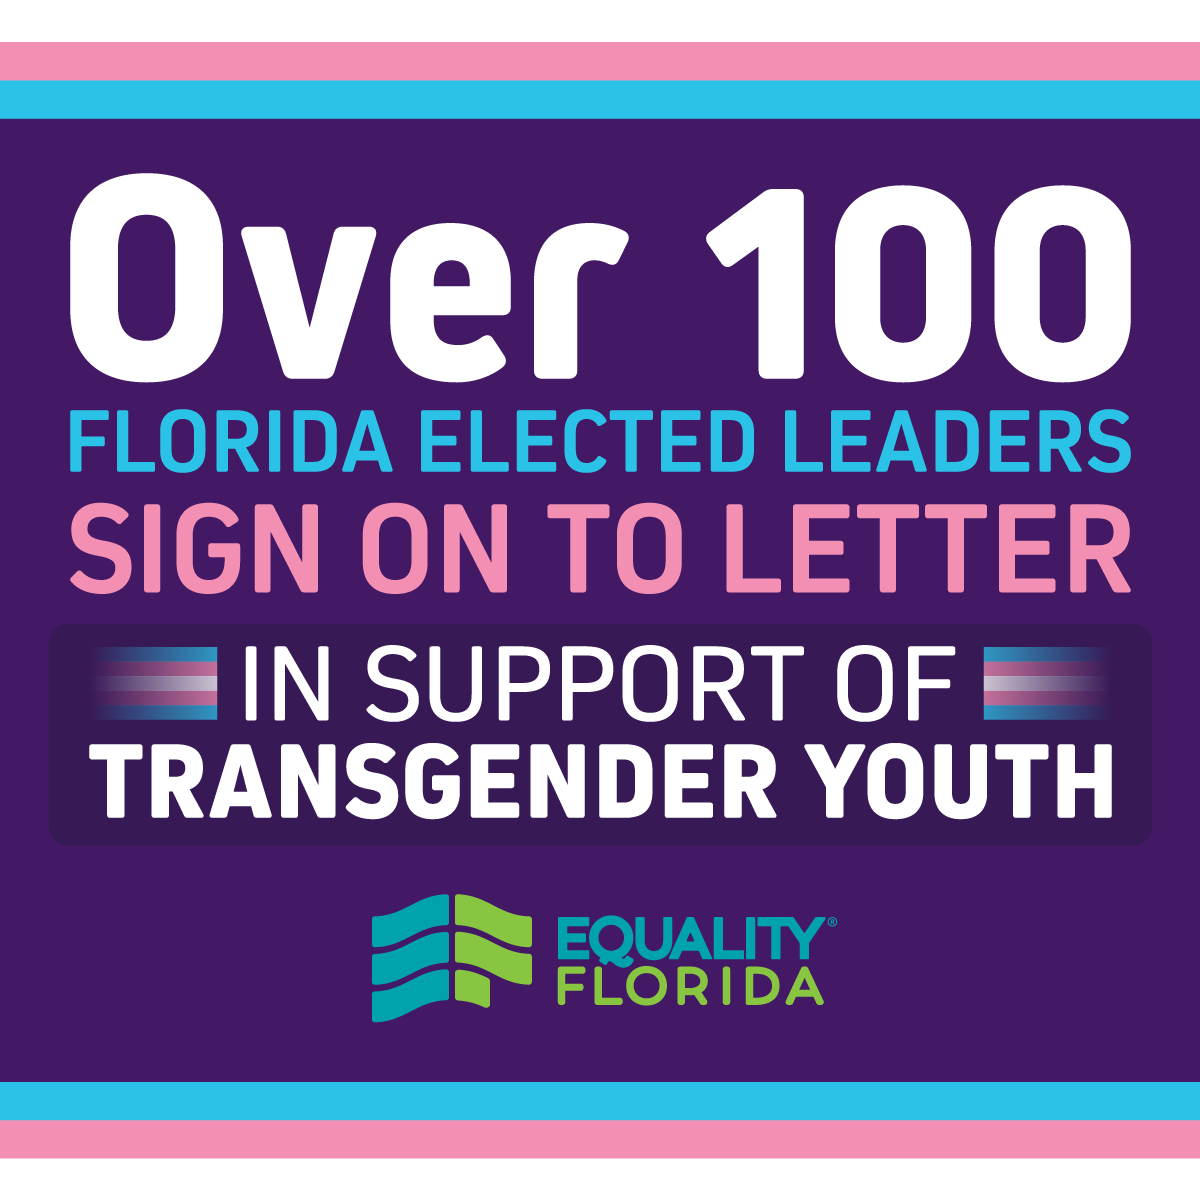 Over 100
FLORIDA ELECTED LEADERS
SIGN ON TO LETTER
IN SUPPORT OF
TRANSGENDER YOUTH
EQUALITY®
FLORIDA